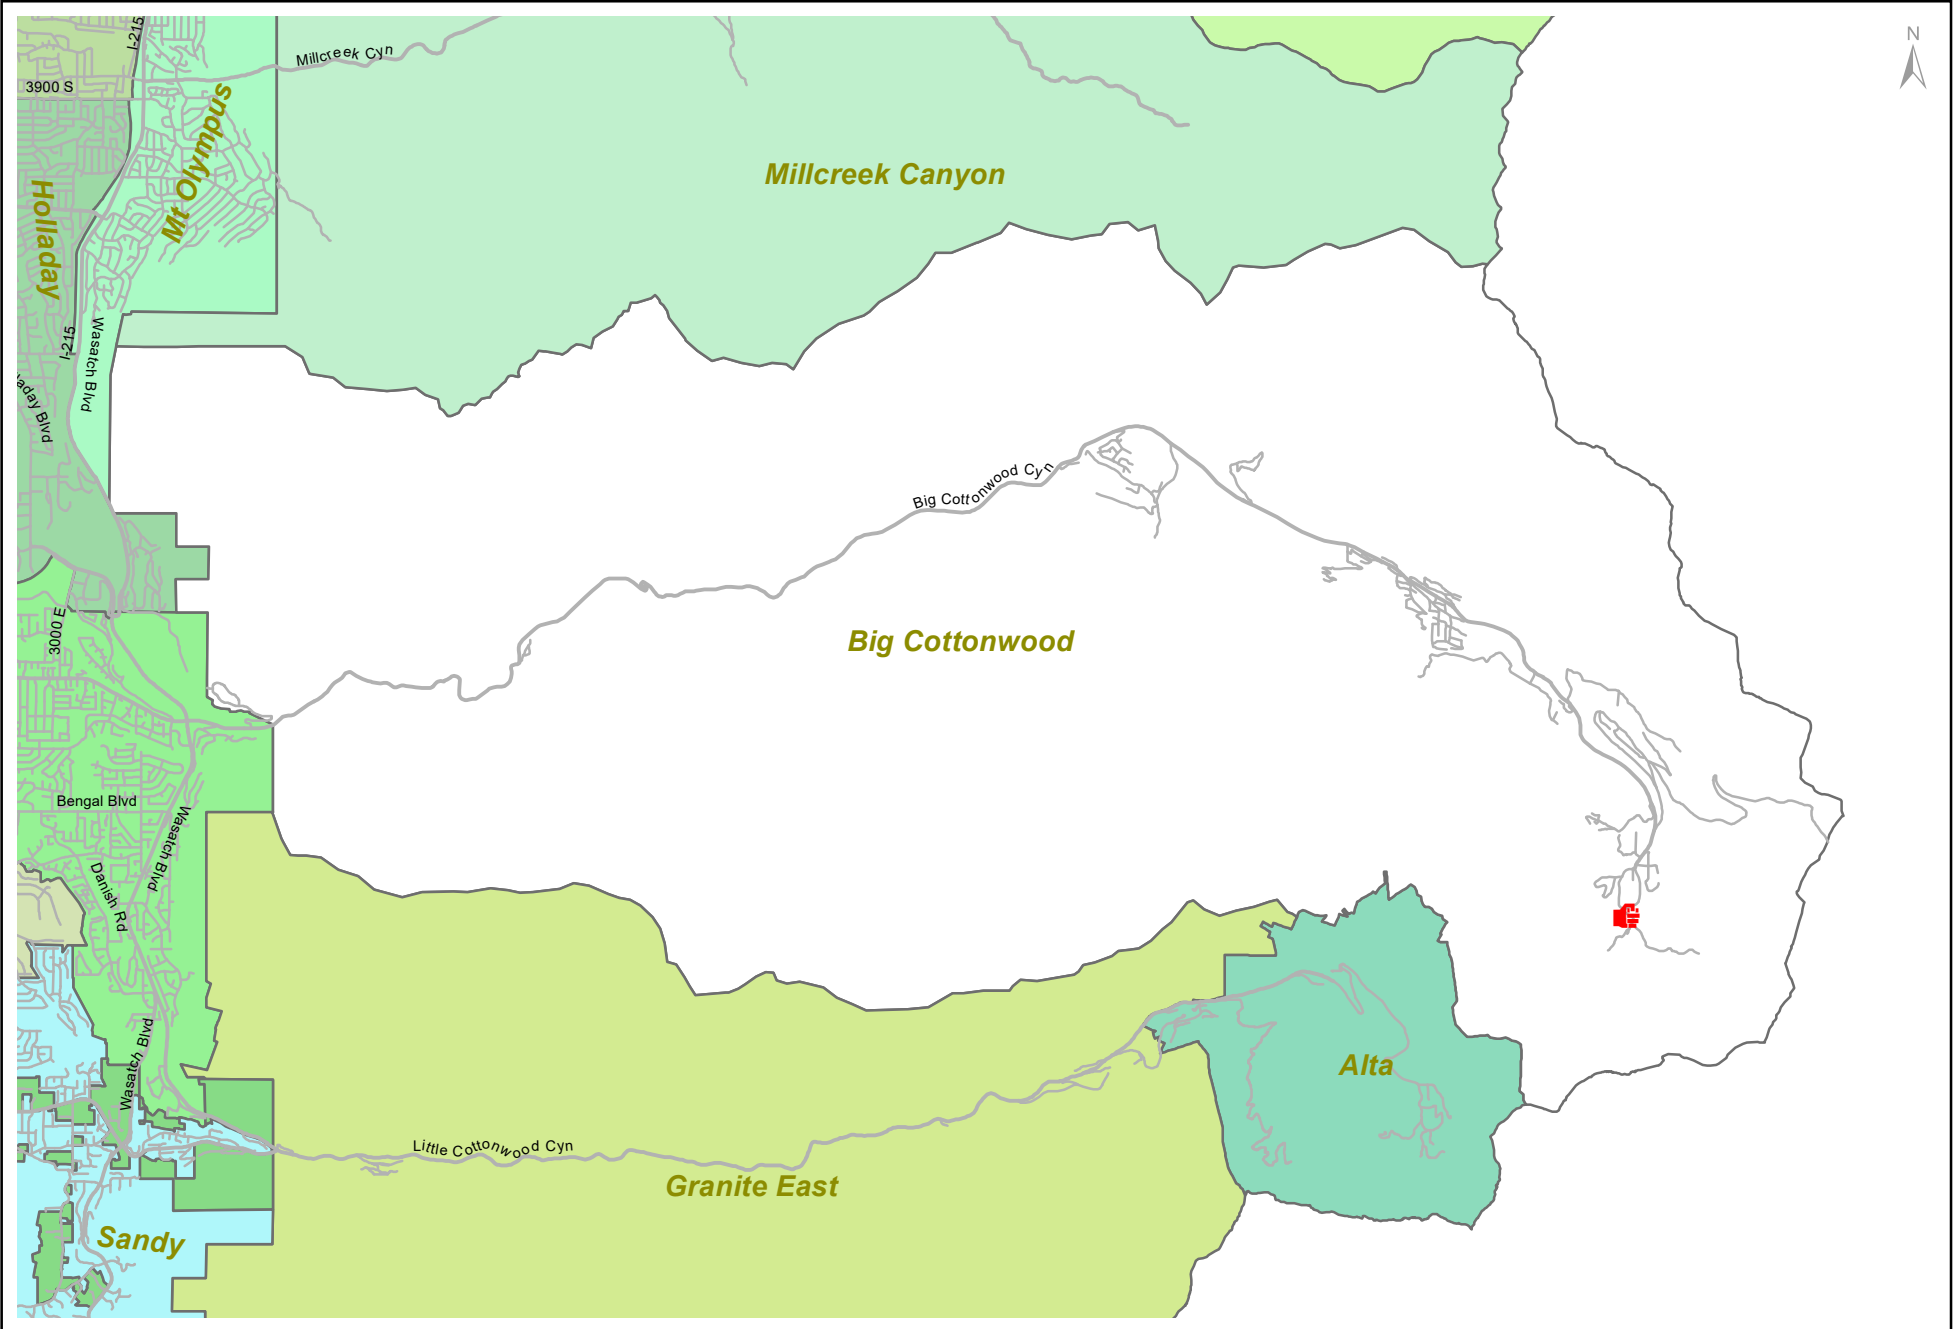 I-215
Millcreek Cyn
N
3900 S
Mt Olympus
Millcreek Canyon
Holladay
I-215
Wasatch Blvd
aday Blvd
Big Cottonwood Cyn
3000 E
Big Cottonwood
Bengal Blvd
Wasatch Blvd
Danish Rd
Wasatch Blvd
Alta
Little Cottonwood Cyn
Granite East
Sandy